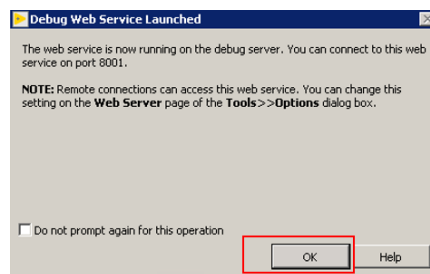 Debug Web Service Launched
The web service is now running on the debug server. You can connect to this web
service on port 8001.
NOTE: Remote connections can access this web service. You can change this
setting on the Web Server page of the Tools>>Options dialog box.
Do not prompt again for this operation
OK
Help